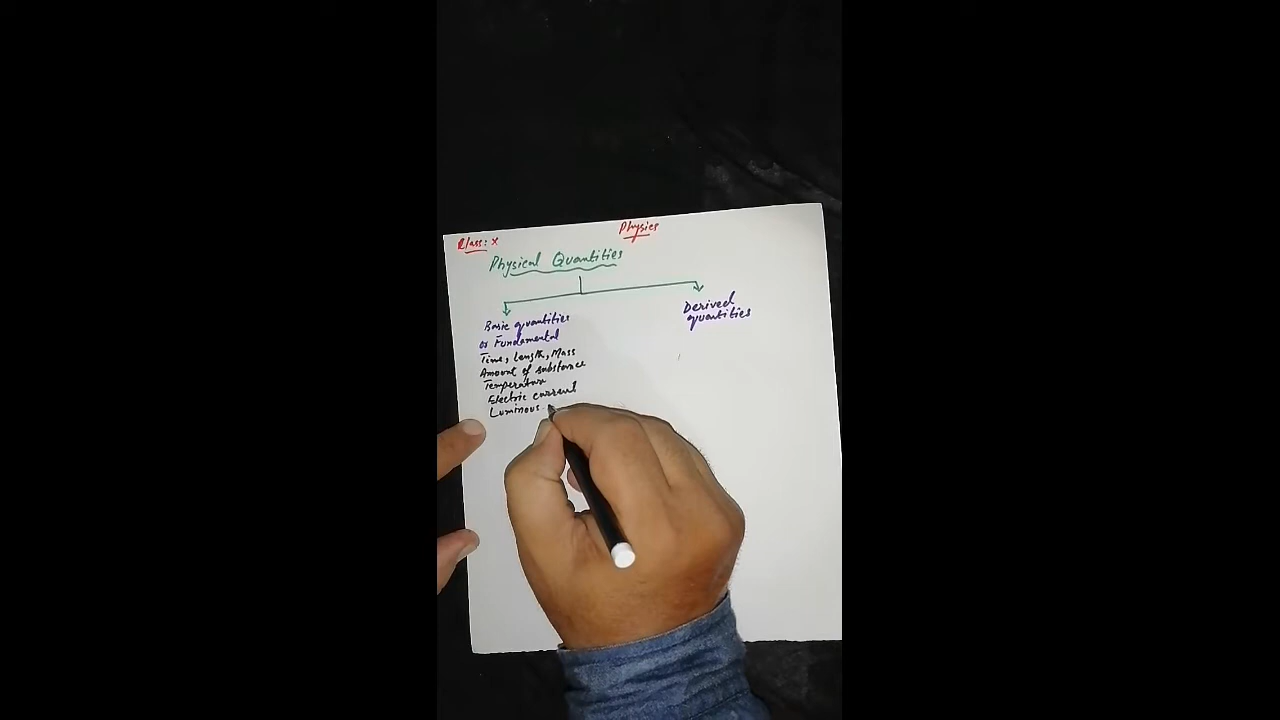 Physics
Class: X
Physical Quantities
Basic quantities
or Fundamental
Time, Length, Mass
Amount of substance
Temperature
Electric current
Luminous
Derived
quantities